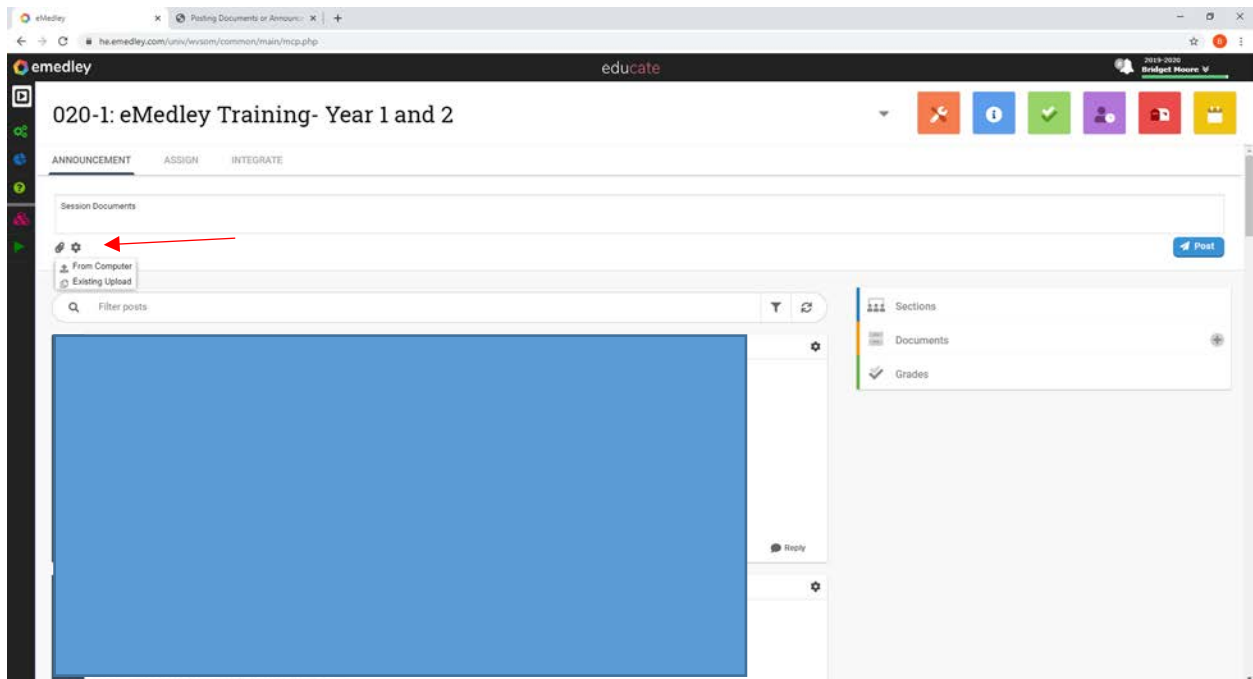 eMedley
Posting Documents or Announc
he.emedley.com/univ/wvsom/common/main/mcp.php
B
emedley
educate
2019-2020
Bridget Moore
020-1: eMedley Training- Year 1 and 2
ANNOUNCEMENT ASSIGN INTEGRATE
Session Documents
Post
From Computer
Existing Upload
Filter posts
Sections
Documents
Grades
Reply